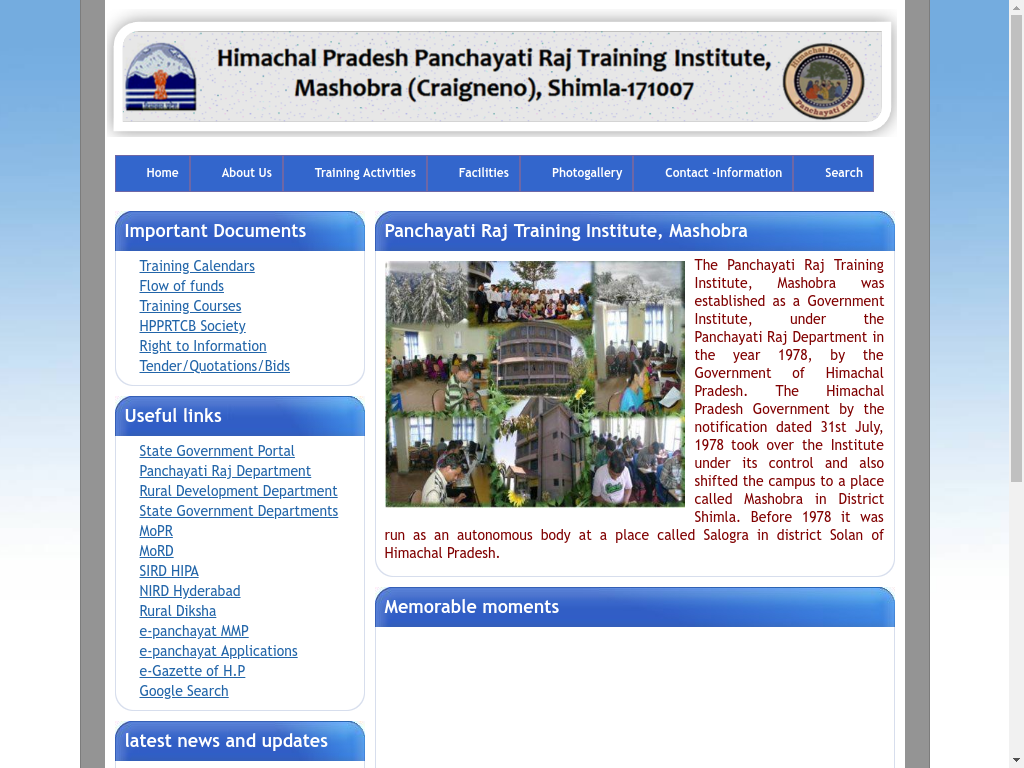 Himachal Pradesh Panchayati Raj Training Institute,
Mashobra (Craigneno), Shimla-171007
Himachal Pradesh
Panchayati Raj
Home
About Us
Training Activities
Facilities
Photogallery
Contact -Information
Search
Important Documents
Training Calendars
Flow of funds
Training Courses
HPPRTCB Society
Right to Information
Tender/Quotations/Bids
Useful links
State Government Portal
Panchayati Raj Department
Rural Development Department
State Government Departments
MoPR
MoRD
SIRD HIPA
NIRD Hyderabad
Rural Diksha
e-panchayat MMP
e-panchayat Applications
e-Gazette of H.P
Google Search
latest news and updates
Panchayati Raj Training Institute, Mashobra
The Panchayati Raj Training
Institute, Mashobra was
established as a Government
Institute, under the
Panchayati Raj Department in
the year 1978, by the
Government of Himachal
Pradesh. The Himachal
Pradesh Government by the
notification dated 31st July,
1978 took over the Institute
under its control and also
shifted the campus to a place
called Mashobra in District
Shimla. Before 1978 it was
run as an autonomous body at a place called Salogra in district Solan of
Himachal Pradesh.
Memorable moments